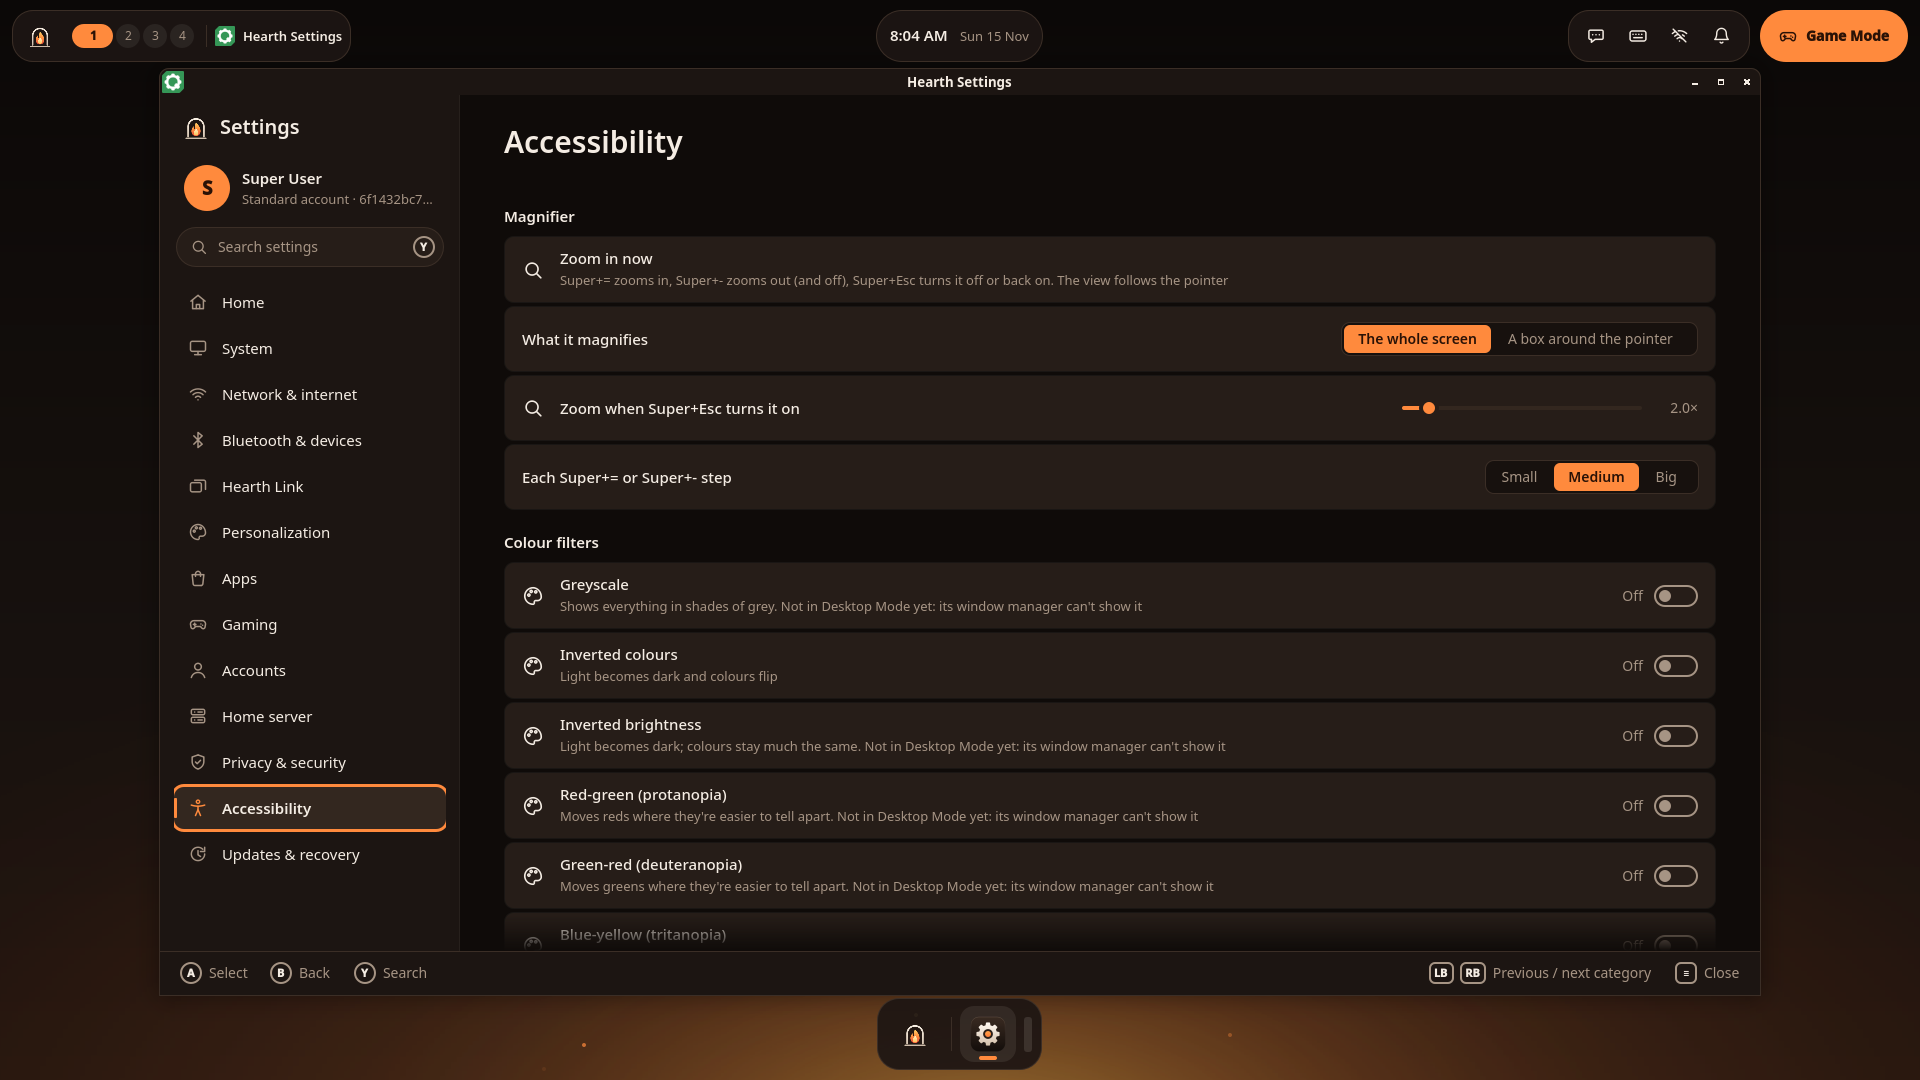 1 2 3 4 Hearth Settings
8:04 AM Sun 15 Nov
Game Mode
Hearth Settings
Settings
S
Super User
Standard account · 6f1432bc7...
Search settings Y
Home
System
Network & internet
Bluetooth & devices
Hearth Link
Personalization
Apps
Gaming
Accounts
Home server
Privacy & security
Accessibility
Updates & recovery
Accessibility
Magnifier
Zoom in now
Super+= zooms in, Super+- zooms out (and off), Super+Esc turns it off or back on. The view follows the pointer
What it magnifies The whole screen A box around the pointer
Zoom when Super+Esc turns it on 2.0×
Each Super+= or Super+- step Small Medium Big
Colour filters
Greyscale
Shows everything in shades of grey. Not in Desktop Mode yet: its window manager can't show it
Off
Inverted colours
Light becomes dark and colours flip
Off
Inverted brightness
Light becomes dark; colours stay much the same. Not in Desktop Mode yet: its window manager can't show it
Off
Red-green (protanopia)
Moves reds where they're easier to tell apart. Not in Desktop Mode yet: its window manager can't show it
Off
Green-red (deuteranopia)
Moves greens where they're easier to tell apart. Not in Desktop Mode yet: its window manager can't show it
Off
Blue-yellow (tritanopia)
Off
A Select B Back Y Search
LB RB Previous / next category ≡ Close